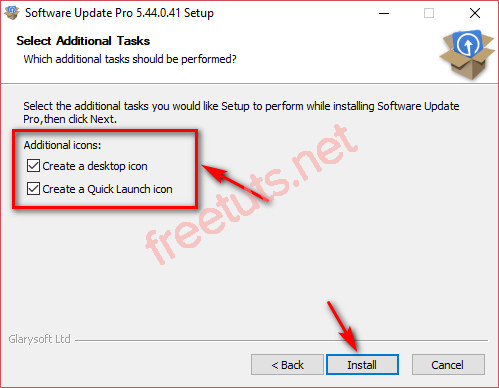 Software Update Pro 5.44.0.41 Setup
Select Additional Tasks
Which additional tasks should be performed?
Select the additional tasks you would like Setup to perform while installing Software Update
Pro,then click Next.
Additional icons:
Create a desktop icon
Create a Quick Launch icon
freetuts.net
Glarysoft Ltd
< Back
Install
Cancel